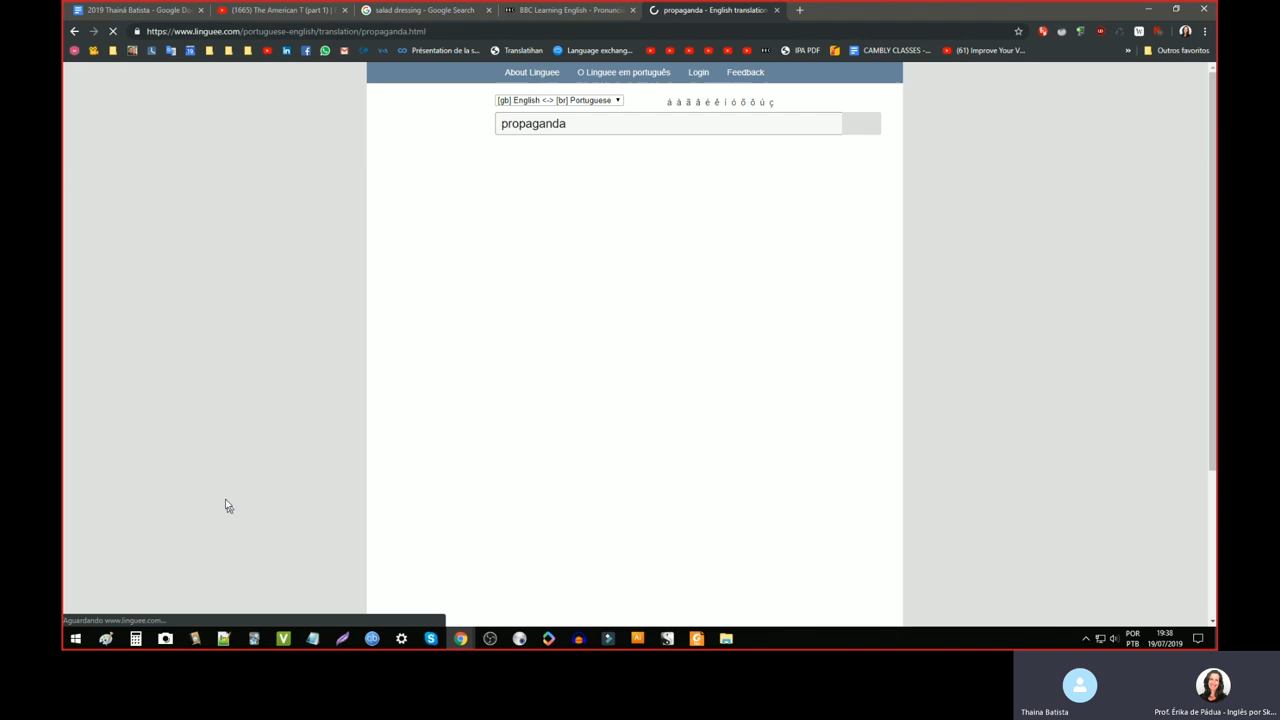 2019 Thainá Batista - Google Do
(1665) The American T (part 1) |
salad dressing - Google Search
BBC Learning English - Pronunci
propaganda - English translation
https://www.linguee.com/portuguese-english/translation/propaganda.html
Présentation de la s...
Translatihan
Language exchang...
IPA PDF
CAMBLY CLASSES -...
(61) Improve Your V...
»
Outros favoritos
About Linguee
O Linguee em português
Login
Feedback
[gb] English <-> [br] Portuguese
á à ã â é ê í ó õ ô ú ç
propaganda
Aguardando www.linguee.com...
POR
PTB
19:38
19/07/2019
Thaina Batista
Prof. Érika de Pádua - Inglês por Sk...